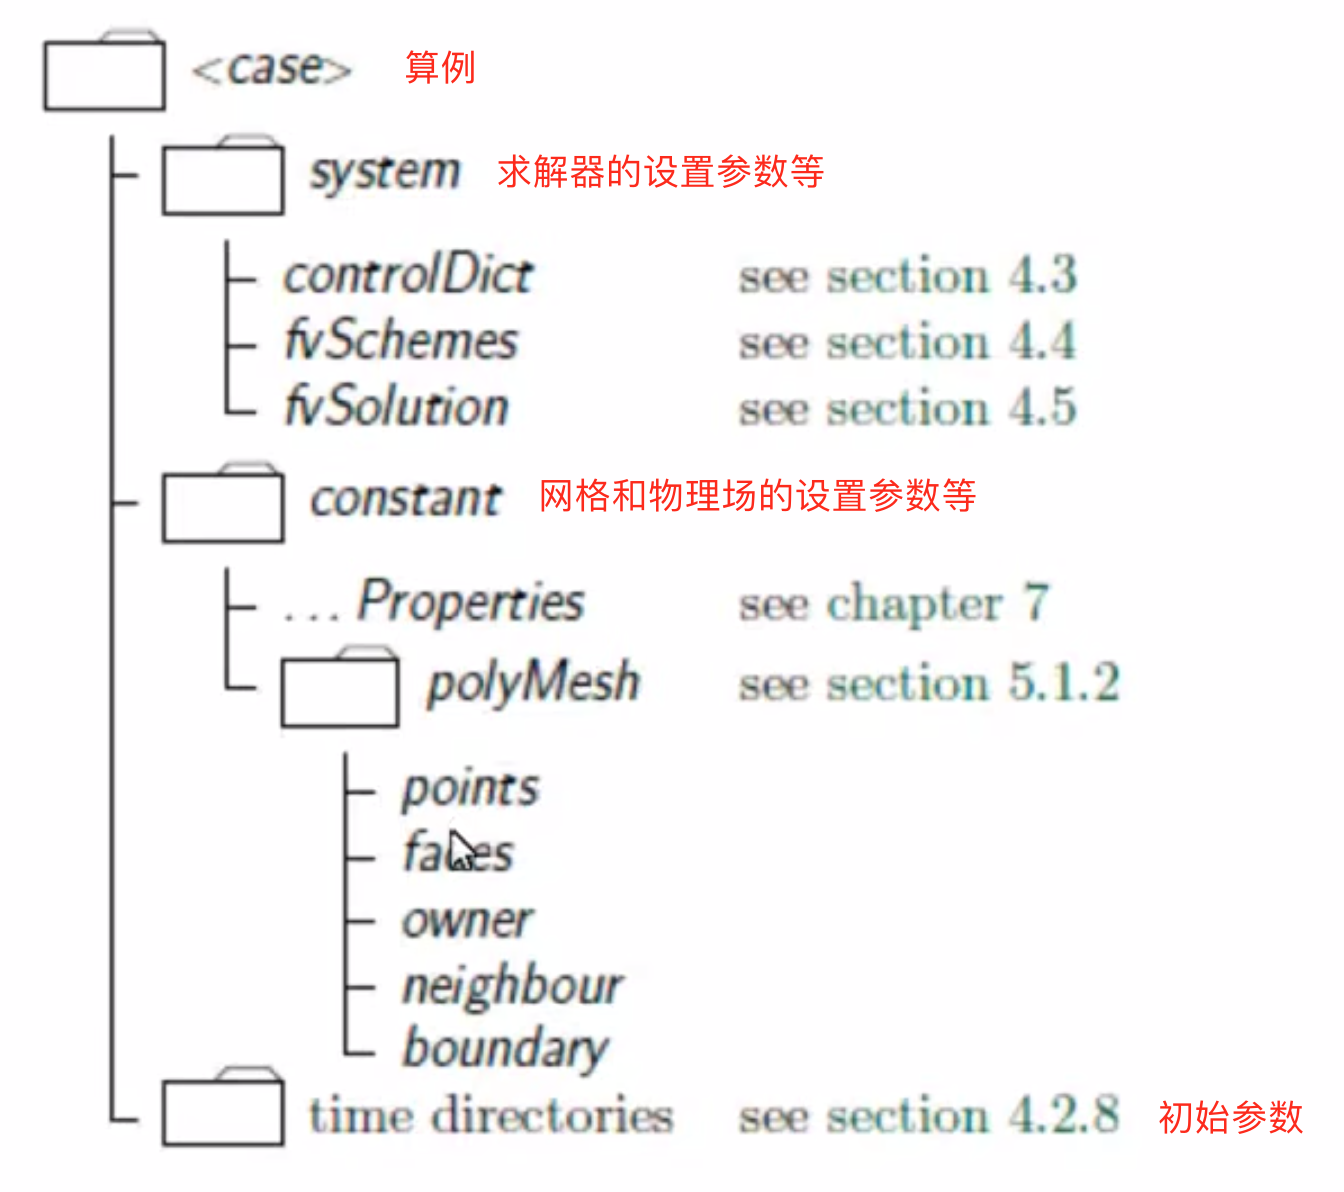 <case> 算例
system 求解器的设置参数等
controlDict see section 4.3
fvSchemes see section 4.4
fvSolution see section 4.5
constant 网格和物理场的设置参数等
...Properties see chapter 7
polyMesh see section 5.1.2
points
faces
owner
neighbour
boundary
time directories see section 4.2.8 初始参数